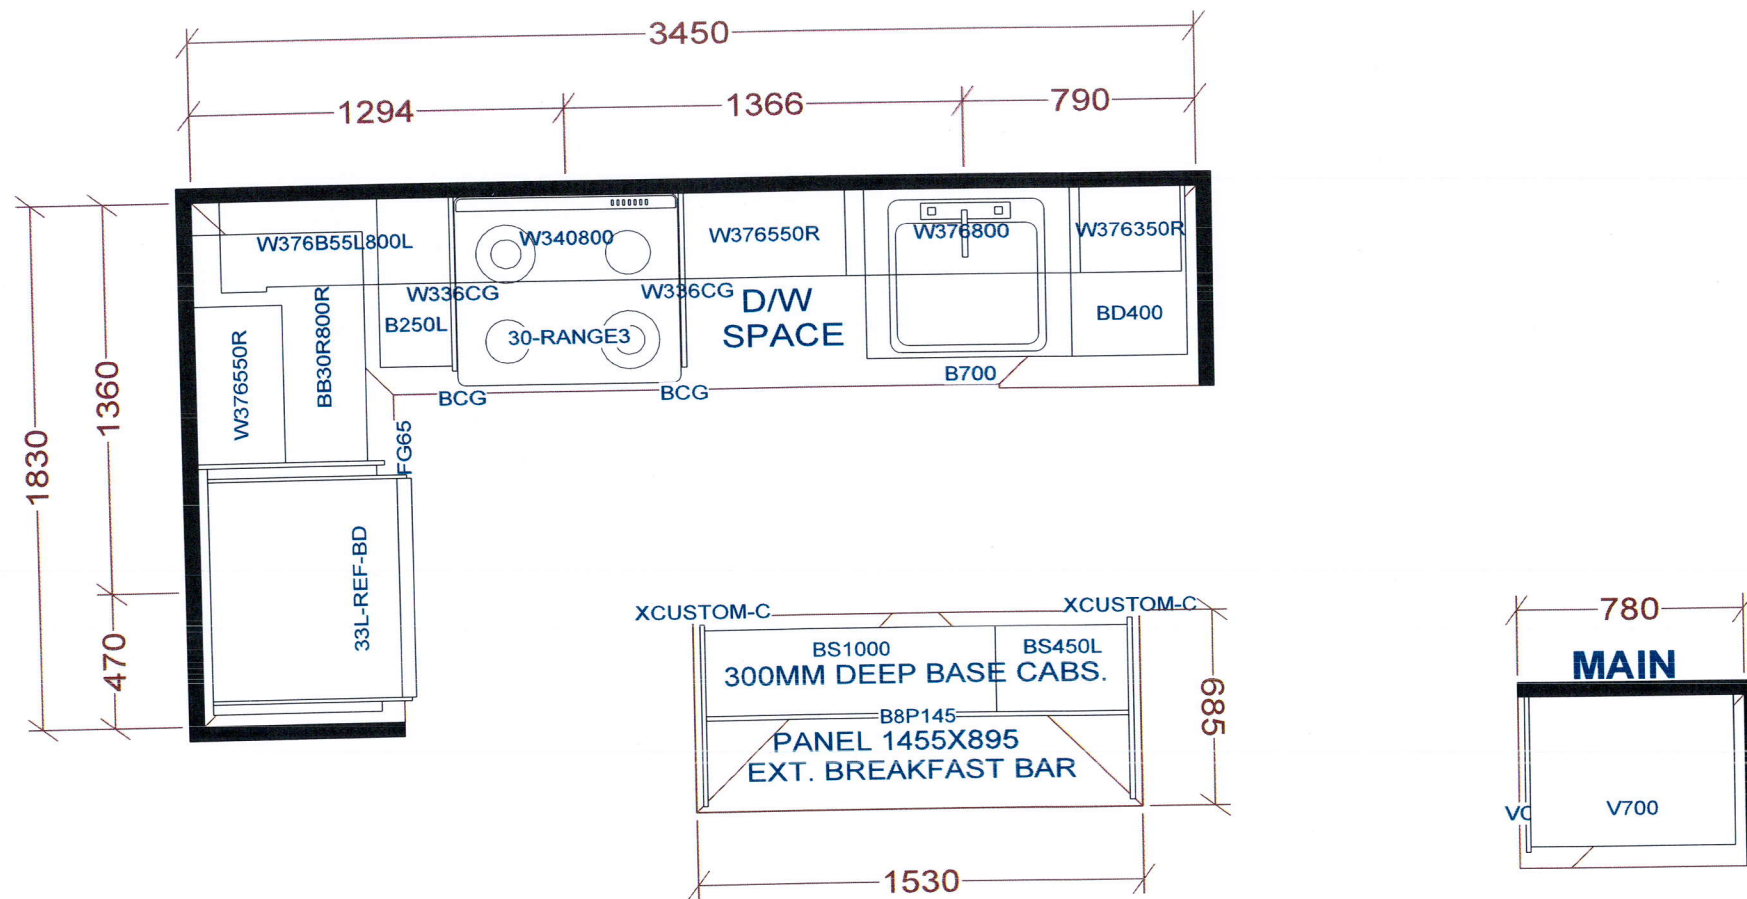 3450
1294
1366
790
W376B55L800L
W340800
W376550R
W376800
W376350R
W336CG
W336CG
D/W
SPACE
B250L
30-RANGE3
BD400
BB30R800R
W376550R
B700
BCG
BCG
FG65
1830
1360
470
33L-REF-BD
XCUSTOM-C
XCUSTOM-C
BS1000
BS450L
300MM DEEP BASE CABS.
B8P145
PANEL 1455X895
EXT. BREAKFAST BAR
685
1530
780
MAIN
V700